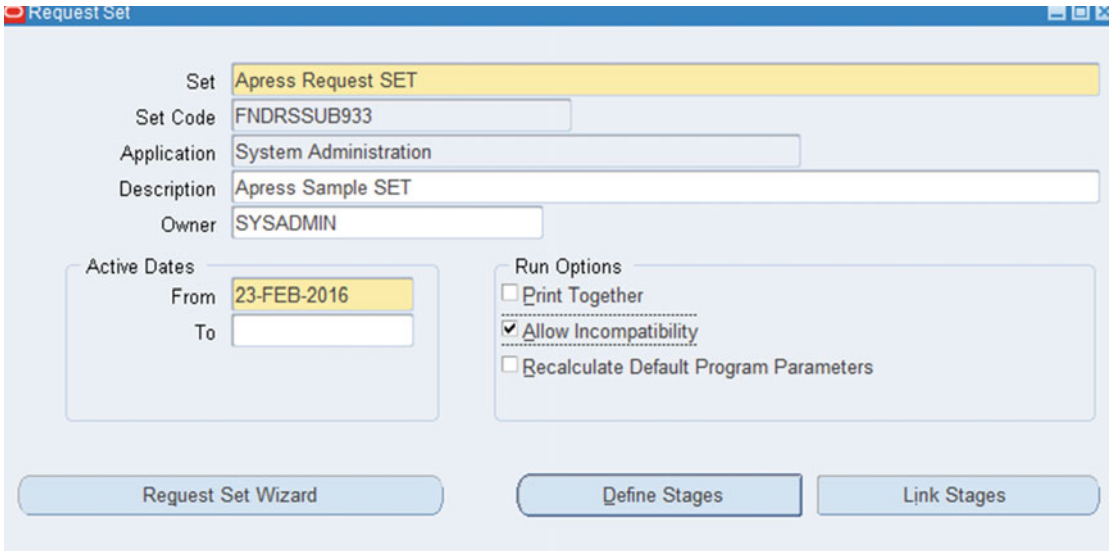 Request Set
Set Apress Request SET
Set Code FNDRSSUB933
Application System Administration
Description Apress Sample SET
Owner SYSADMIN
Active Dates
From 23-FEB-2016
To
Run Options
Print Together
Allow Incompatibility
Recalculate Default Program Parameters
Request Set Wizard
Define Stages
Link Stages